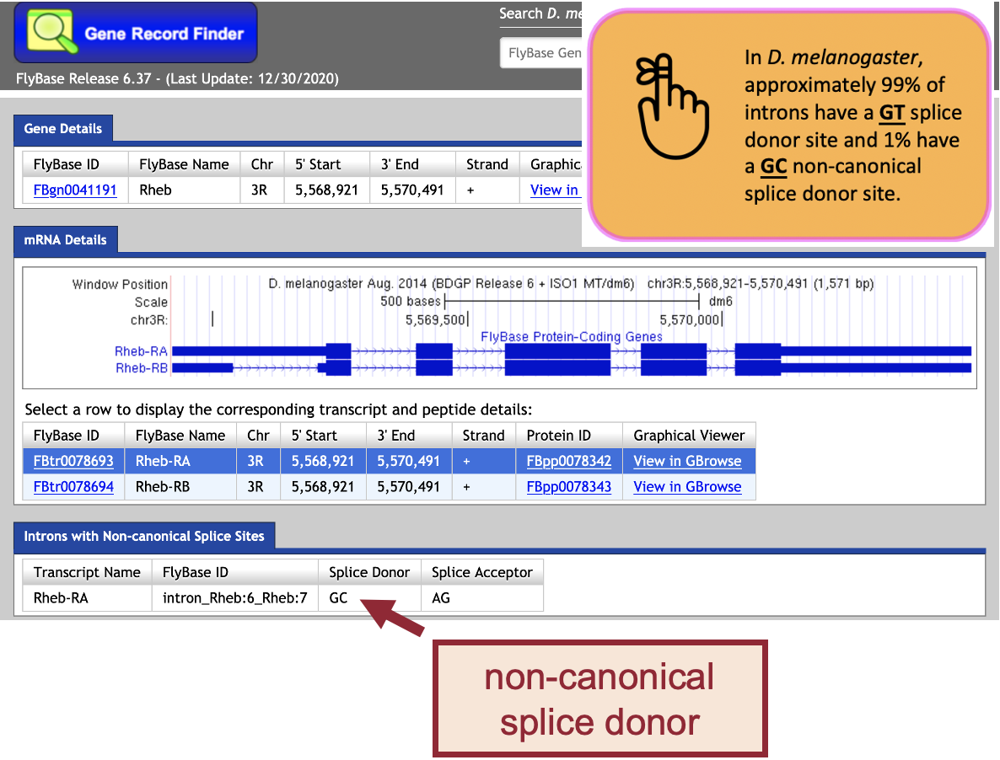 Gene Record Finder
Search D. me
FlyBase Gen
FlyBase Release 6.37 - (Last Update: 12/30/2020)
In D. melanogaster,
approximately 99% of
introns have a GT splice
donor site and 1% have
a GC non-canonical
splice donor site.
Gene Details
FlyBase ID FlyBase Name Chr 5' Start 3' End Strand Graphic
FBgn0041191 Rheb 3R 5,568,921 5,570,491 + View in
mRNA Details
Window Position D. melanogaster Aug. 2014 (BDGP Release 6 + ISO1 MT/dm6) chr3R:5,568,921-5,570,491 (1,571 bp)
Scale 500 bases dm6
chr3R: 5,569,500 5,570,000
FlyBase Protein-Coding Genes
Rheb-RA
Rheb-RB
Select a row to display the corresponding transcript and peptide details:
FlyBase ID FlyBase Name Chr 5' Start 3' End Strand Protein ID Graphical Viewer
FBtr0078693 Rheb-RA 3R 5,568,921 5,570,491 + FBpp0078342 View in GBrowse
FBtr0078694 Rheb-RB 3R 5,568,921 5,570,491 + FBpp0078343 View in GBrowse
Introns with Non-canonical Splice Sites
Transcript Name FlyBase ID Splice Donor Splice Acceptor
Rheb-RA intron_Rheb:6_Rheb:7 GC AG
non-canonical
splice donor